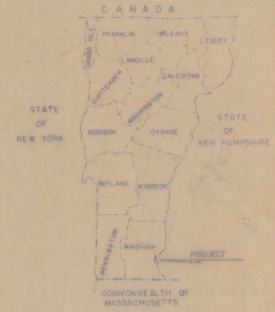 CANADA
GRAND ISLE
FRANKLIN
ORLEANS
ESSEX
LAMOILLE
CHITTENDEN
CALEDONIA
WASHINGTON
STATE
OF
NEW YORK
ADDISON
ORANGE
STATE
OF
NEW HAMPSHIRE
RUTLAND
WINDSOR
BENNINGTON
WINDHAM
PROJECT
COMMONWEALTH OF
MASSACHUSETTS